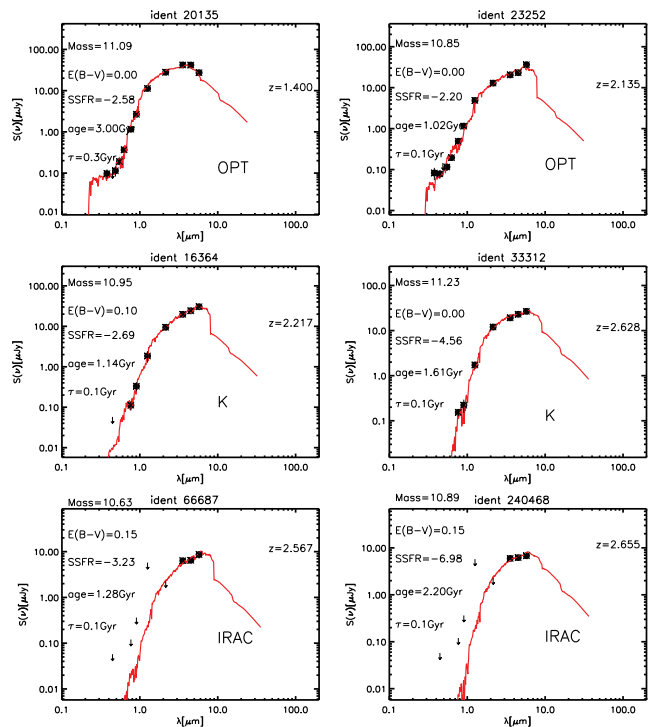 ident 20135
Mass=11.09
E(B−V)=0.00
SSFR=−2.58
age=3.00Gyr
τ=0.3Gyr
z=1.400
OPT
S(ν)[μJy]
100.00
10.00
1.00
0.10
0.01
0.1 1.0 10.0 100.0
λ[μm]
ident 23252
Mass=10.85
E(B−V)=0.00
SSFR=−2.20
age=1.02Gyr
τ=0.1Gyr
z=2.135
OPT
S(ν)[μJy]
100.00
10.00
1.00
0.10
0.01
0.1 1.0 10.0 100.0
λ[μm]
ident 16364
Mass=10.95
E(B−V)=0.10
SSFR=−2.69
age=1.14Gyr
τ=0.1Gyr
z=2.217
K
S(ν)[μJy]
100.00
10.00
1.00
0.10
0.01
0.1 1.0 10.0 100.0
λ[μm]
ident 33312
Mass=11.23
E(B−V)=0.00
SSFR=−4.56
age=1.61Gyr
τ=0.1Gyr
z=2.628
K
S(ν)[μJy]
100.0
10.0
1.0
0.1
0.1 1.0 10.0 100.0
λ[μm]
ident 66687
Mass=10.63
E(B−V)=0.15
SSFR=−3.23
age=1.28Gyr
τ=0.1Gyr
z=2.567
IRAC
S(ν)[μJy]
10.00
1.00
0.10
0.01
0.1 1.0 10.0 100.0
λ[μm]
ident 240468
Mass=10.89
E(B−V)=0.15
SSFR=−6.98
age=2.20Gyr
τ=0.1Gyr
z=2.655
IRAC
S(ν)[μJy]
10.00
1.00
0.10
0.01
0.1 1.0 10.0 100.0
λ[μm]